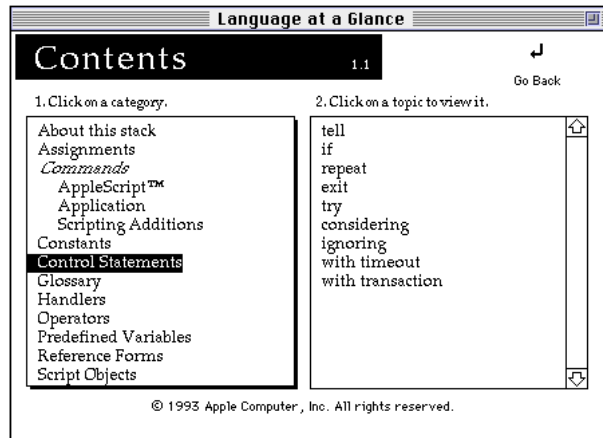 Language at a Glance
Contents 1.1
Go Back
1. Click on a category.
2. Click on a topic to view it.
About this stack
Assignments
Commands
AppleScript™
Application
Scripting Additions
Constants
Control Statements
Glossary
Handlers
Operators
Predefined Variables
Reference Forms
Script Objects
tell
if
repeat
exit
try
considering
ignoring
with timeout
with transaction
© 1993 Apple Computer, Inc. All rights reserved.